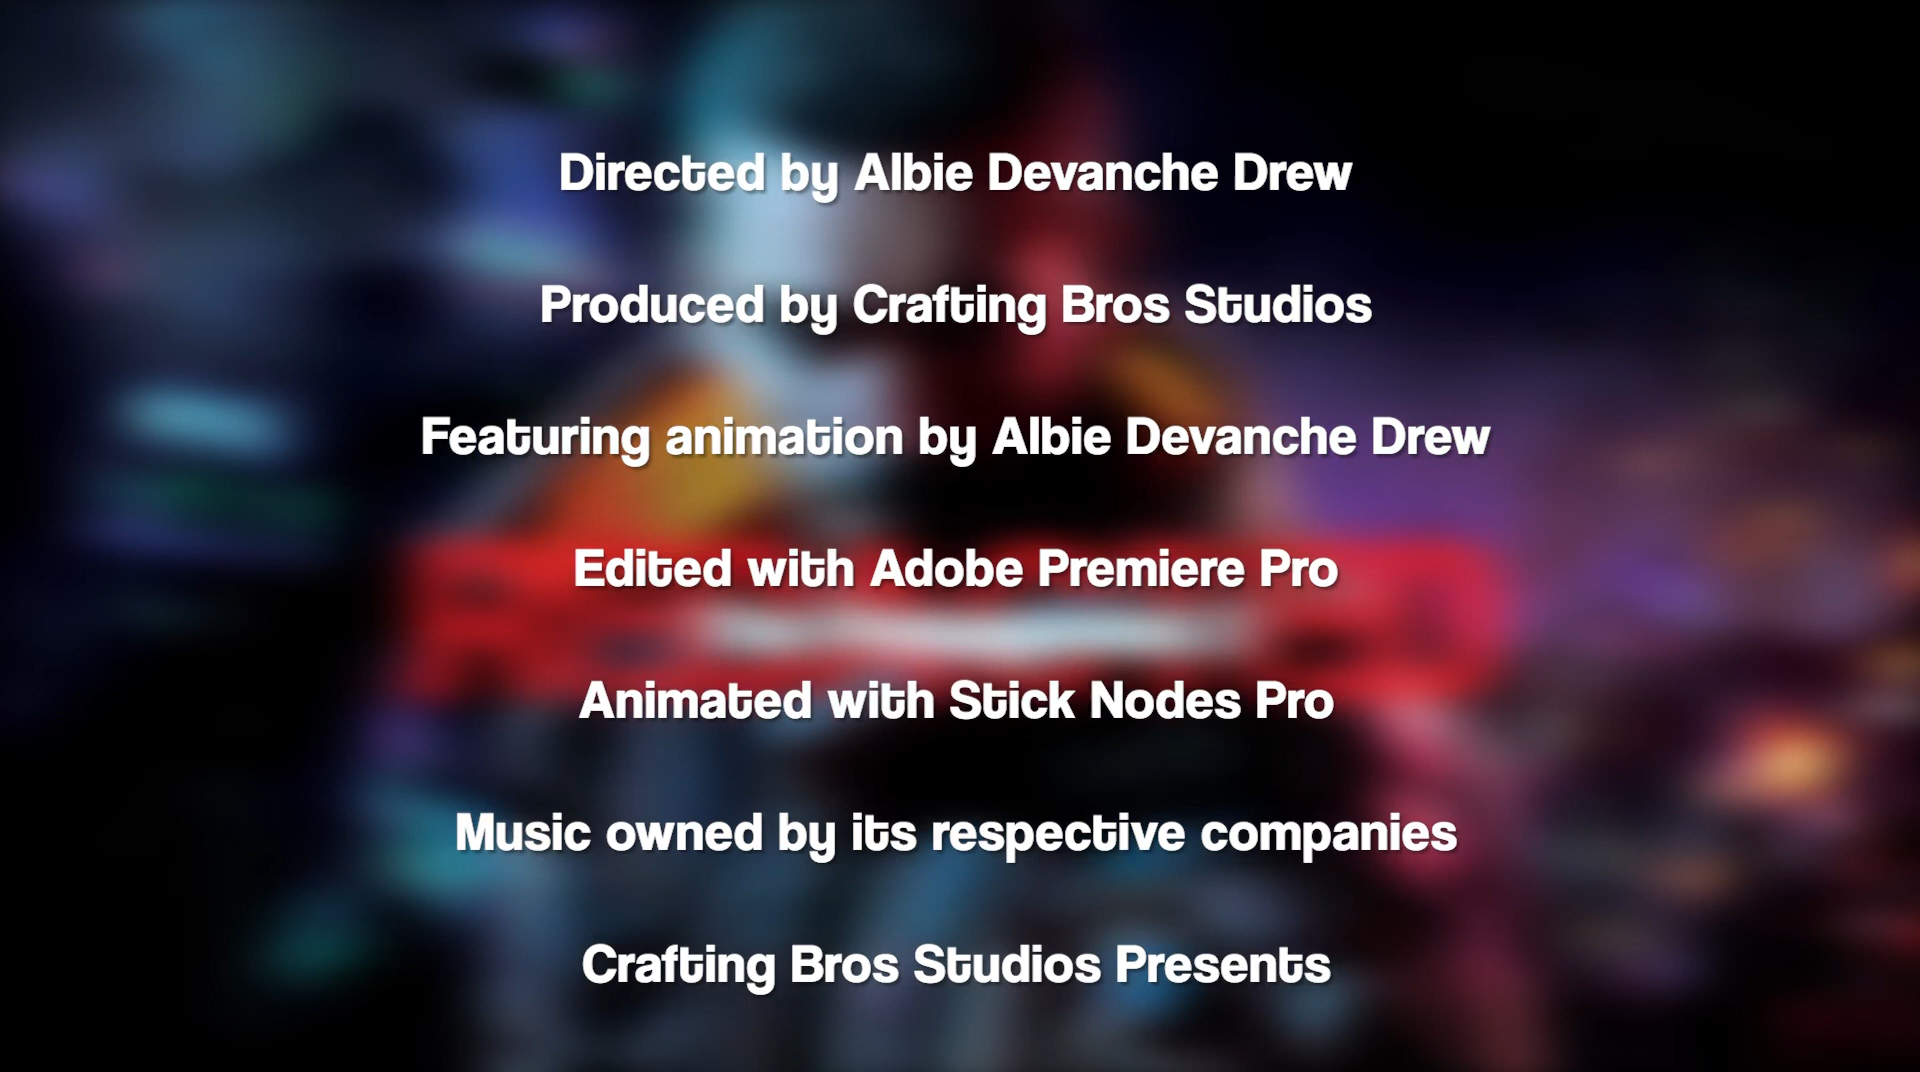 Directed by Albie Devanche Drew
Produced by Crafting Bros Studios
Featuring animation by Albie Devanche Drew
Edited with Adobe Premiere Pro
Animated with Stick Nodes Pro
Music owned by its respective companies
Crafting Bros Studios Presents